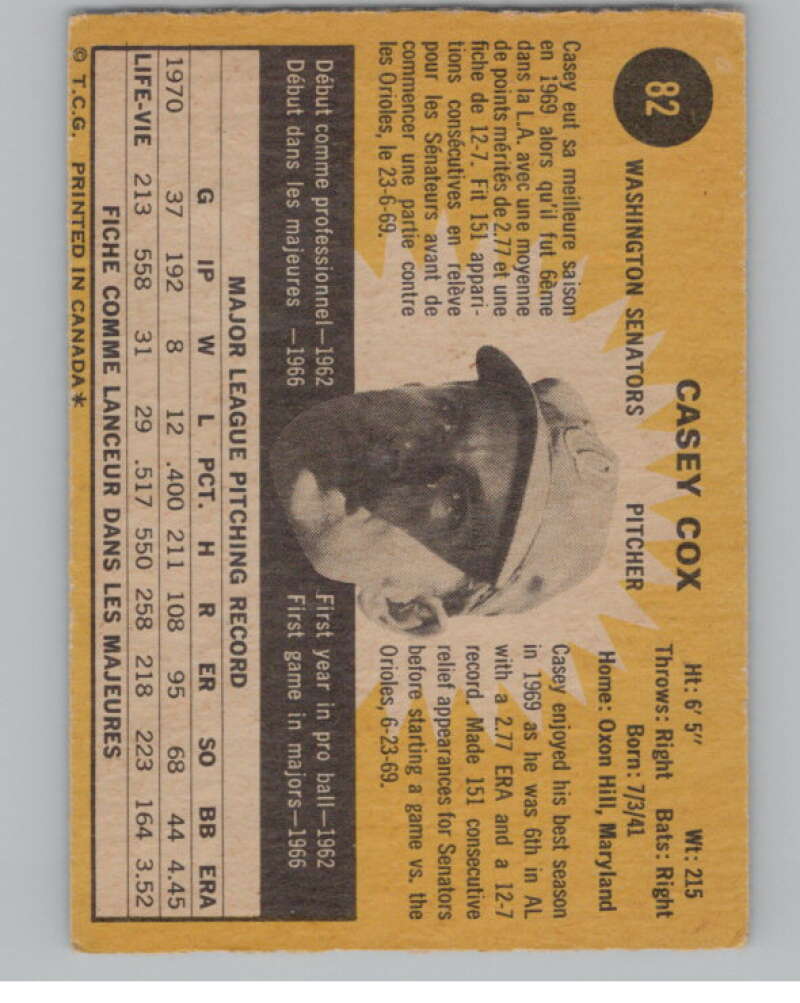 82
CASEY COX
WASHINGTON SENATORS PITCHER
Ht: 6' 5" Wt: 215
Throws: Right Bats: Right
Born: 7/3/41
Home: Oxon Hill, Maryland
Casey eut sa meilleure saison
en 1969 alors qu'il fut 6ème
dans la L.A. avec une moyenne
de points mérités de 2.77 et une
fiche de 12-7. Fit 151 appari-
tions consécutives en relève
pour les Sénateurs avant de
commencer une partie contre
les Orioles, le 23-6-69.
Casey enjoyed his best season
in 1969 as he was 6th in AL
with a 2.77 ERA and a 12-7
record. Made 151 consecutive
relief appearances for Senators
before starting a game vs. the
Orioles, 6-23-69.
Début comme professionnel—1962
Début dans les majeures —1966
First year in pro ball—1962
First game in majors—1966
MAJOR LEAGUE PITCHING RECORD
G IP W L PCT. H R ER SO BB ERA
1970 37 192 8 12 .400 211 108 95 68 44 4.45
LIFE-VIE 213 558 31 29 .517 550 258 218 223 164 3.52
FICHE COMME LANCEUR DANS LES MAJEURES
© T.C.G. PRINTED IN CANADA*